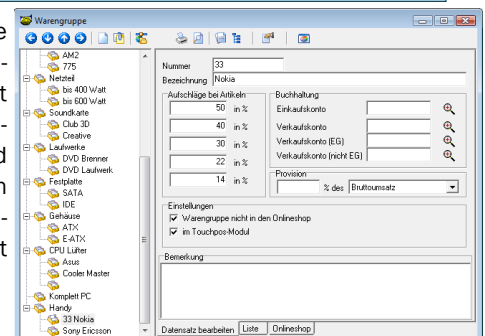 Warengruppe
e
-
t
-
d
n
-
t
AM2
775
Netzteil
bis 400 Watt
bis 600 Watt
Soundkarte
Club 3D
Creative
Laufwerke
DVD Brenner
DVD Laufwerk
Festplatte
SATA
IDE
Gehäuse
ATX
E-ATX
CPU Lüfter
Asus
Cooler Master
Komplett PC
Handy
33 Nokia
Sony Ericsson
Nummer 33
Bezeichnung Nokia
Aufschläge bei Artikeln
50 in %
40 in %
30 in %
22 in %
14 in %
Buchhaltung
Einkaufskonto
Verkaufskonto
Verkaufskonto (EG)
Verkaufskonto (nicht EG)
Provision
% des Bruttoumsatz
Einstellungen
Warengruppe nicht in den Onlineshop
im Touchpos-Modul
Bemerkung
Datensatz bearbeiten Liste Onlineshop